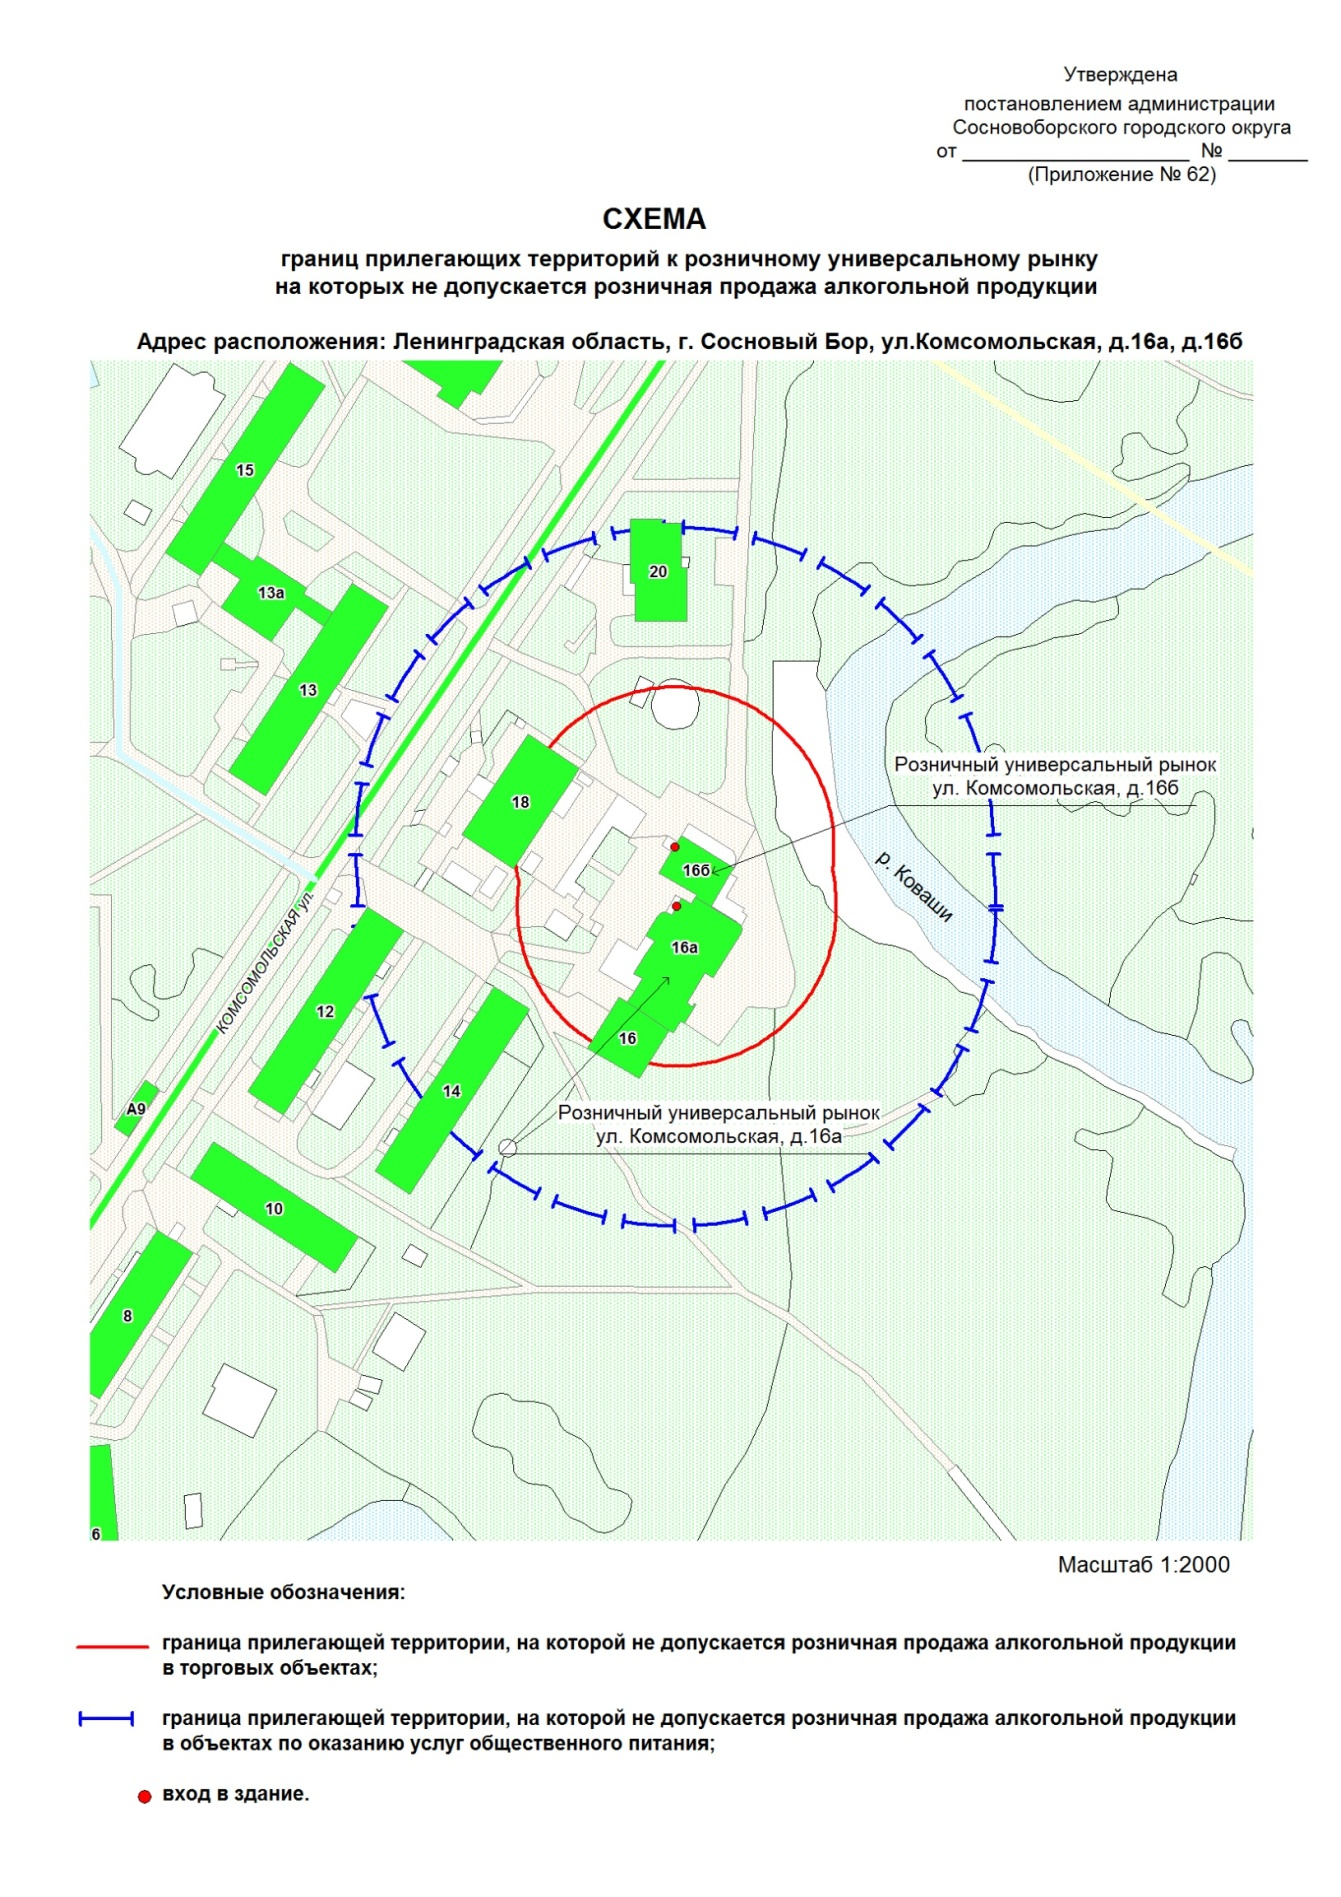 Утверждена
постановлением администрации
Сосновоборского городского округа
от ____________________ № _______
(Приложение № 62)
СХЕМА
границ прилегающих территорий к розничному универсальному рынку
на которых не допускается розничная продажа алкогольной продукции
Адрес расположения: Ленинградская область, г. Сосновый Бор, ул.Комсомольская, д.16а, д.16б
15
20
13а
13
Розничный универсальный рынок
ул. Комсомольская, д.16б
18
16б
р. Коваши
КОМСОМОЛЬСКАЯ ул.
16а
12
16
14
А9
Розничный универсальный рынок
ул. Комсомольская, д.16а
10
8
6
Масштаб 1:2000
Условные обозначения:
граница прилегающей территории, на которой не допускается розничная продажа алкогольной продукции
в торговых объектах;
граница прилегающей территории, на которой не допускается розничная продажа алкогольной продукции
в объектах по оказанию услуг общественного питания;
вход в здание.